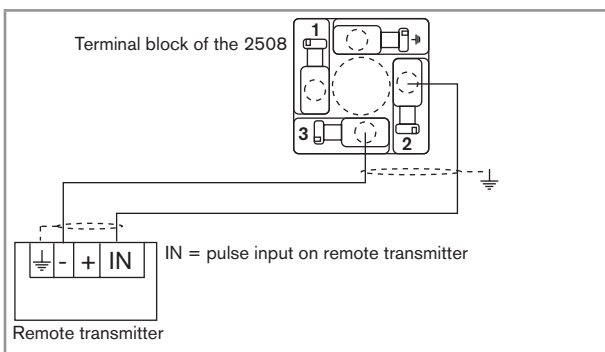 Terminal block of the 2508
1
3
2
- + IN
IN = pulse input on remote transmitter
Remote transmitter